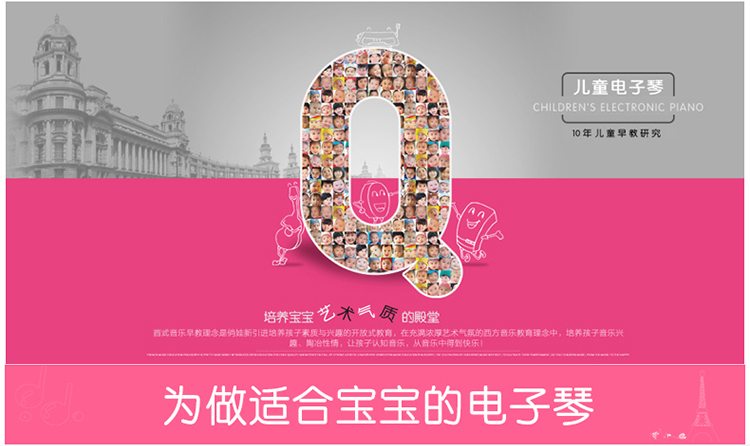 儿童电子琴
CHILDREN'S ELECTRONIC PIANO
10年儿童早教研究
培养宝宝艺术气质的殿堂
西式音乐早教理念是俏娃新引进培养孩子素质与兴趣的开放式教育，在充满浓厚艺术气氛的西方音乐教育理念中，培养孩子音乐兴
趣、陶冶性情，让孩子认知音乐，从音乐中得到快乐！
为做适合宝宝的电子琴